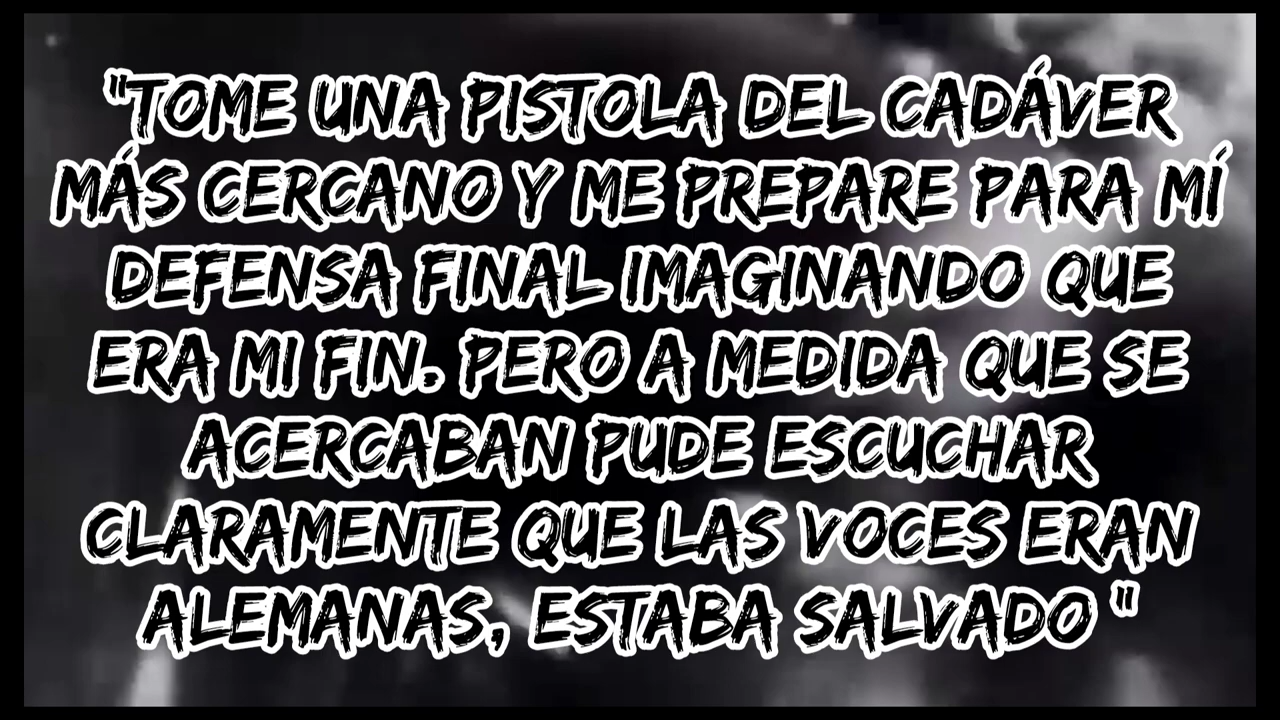 "TOME UNA PISTOLA DEL CADÁVER
MÁS CERCANO Y ME PREPARE PARA MÍ
DEFENSA FINAL IMAGINANDO QUE
ERA MI FIN. PERO A MEDIDA QUE SE
ACERCABAN PUDE ESCUCHAR
CLARAMENTE QUE LAS VOCES ERAN
ALEMANAS, ESTABA SALVADO "